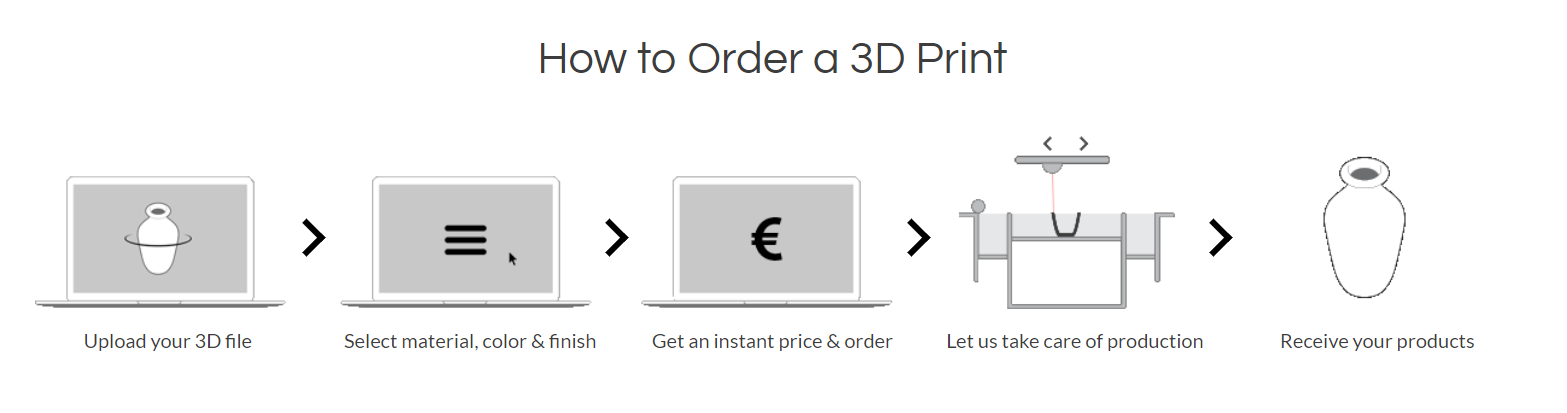 How to Order a 3D Print
€
Upload your 3D file
Select material, color & finish
Get an instant price & order
Let us take care of production
Receive your products